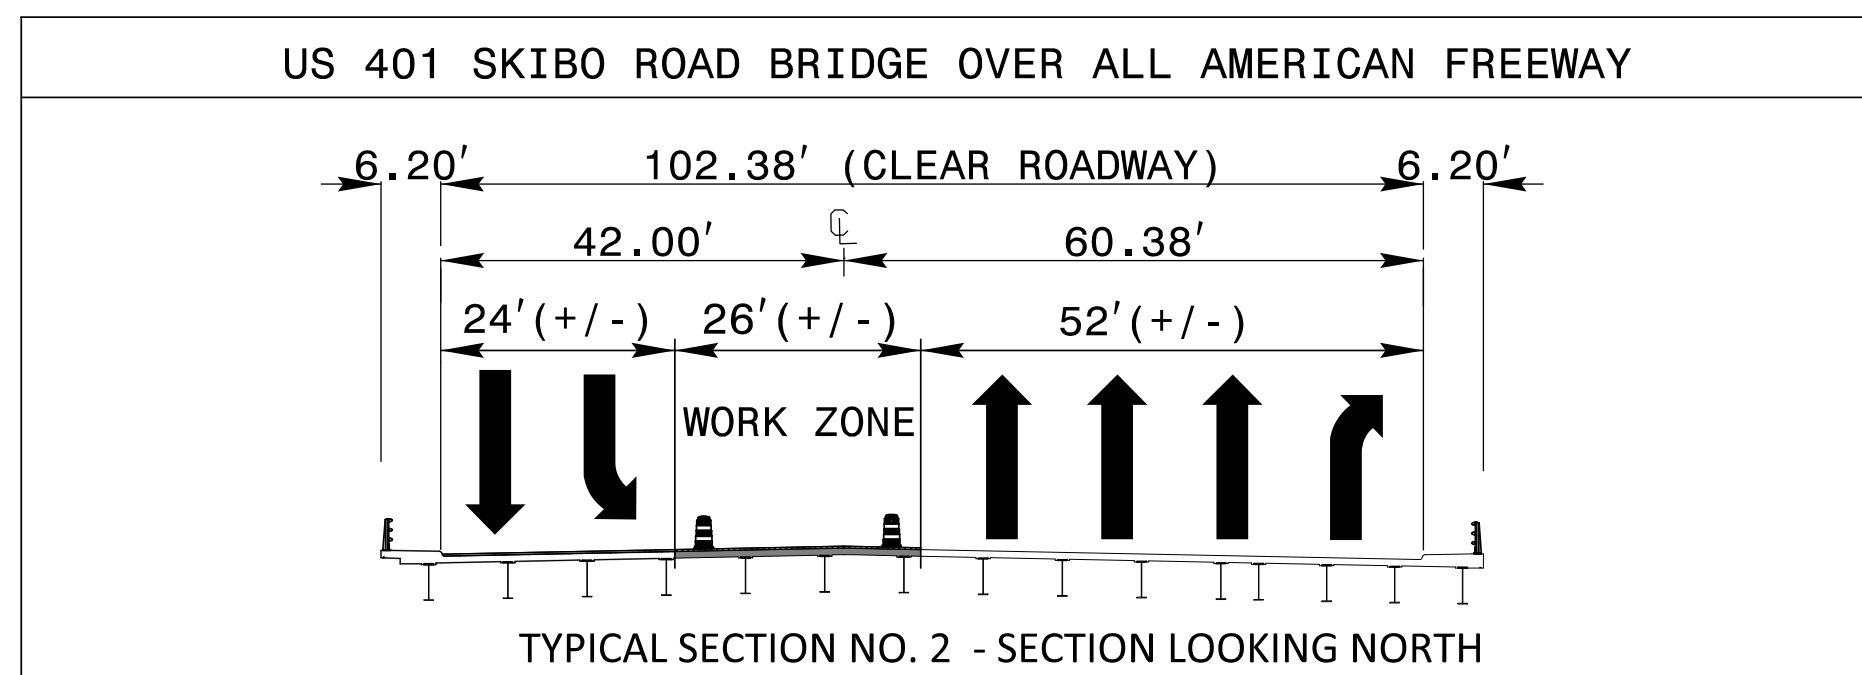 US 401 SKIBO ROAD BRIDGE OVER ALL AMERICAN FREEWAY
6.20' 102.38' (CLEAR ROADWAY) 6.20'
42.00' ℄ 60.38'
24'(+/-) 26'(+/-) 52'(+/-)
WORK ZONE
TYPICAL SECTION NO. 2 - SECTION LOOKING NORTH